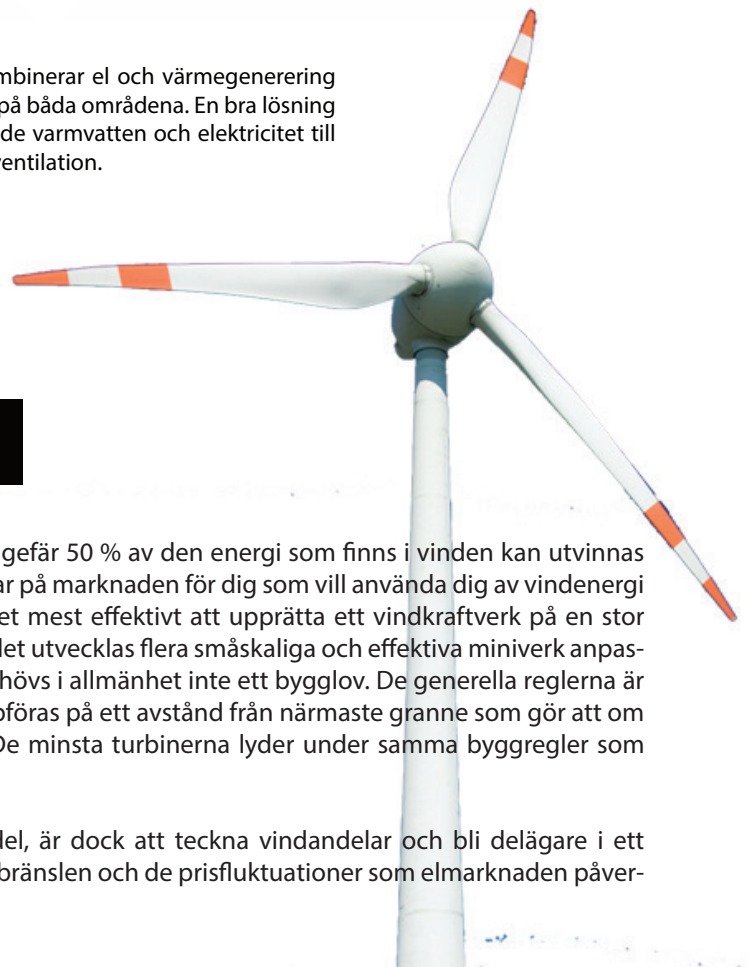 mbinerar el och värmegenerering
på båda områdena. En bra lösning
de varmvatten och elektricitet till
ventilation.
gefär 50 % av den energi som finns i vinden kan utvinnas
ar på marknaden för dig som vill använda dig av vindenergi
et mest effektivt att upprätta ett vindkraftverk på en stor
det utvecklas flera småskaliga och effektiva miniverk anpas-
hövs i allmänhet inte ett bygglov. De generella reglerna är
pföras på ett avstånd från närmaste granne som gör att om
De minsta turbinerna lyder under samma byggregler som
del, är dock att teckna vindandelar och bli delägare i ett
bränslen och de prisfluktuationer som elmarknaden påver-